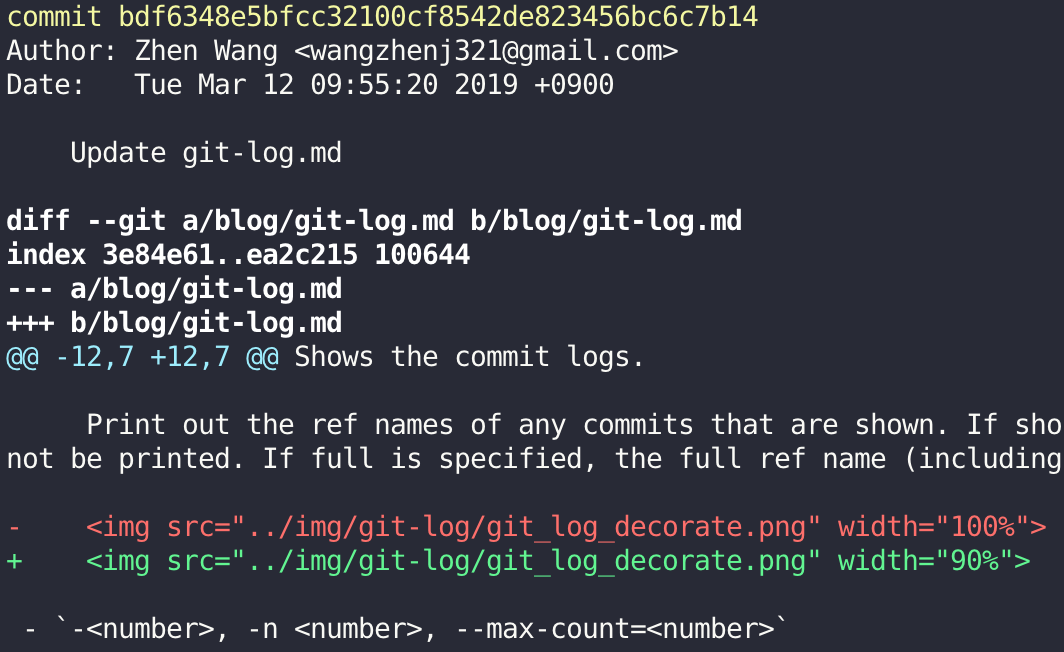 commit bdf6348e5bfcc32100cf8542de823456bc6c7b14
Author: Zhen Wang <wangzhenj321@gmail.com>
Date:   Tue Mar 12 09:55:20 2019 +0900

    Update git-log.md

diff --git a/blog/git-log.md b/blog/git-log.md
index 3e84e61..ea2c215 100644
--- a/blog/git-log.md
+++ b/blog/git-log.md
@@ -12,7 +12,7 @@ Shows the commit logs.

     Print out the ref names of any commits that are shown. If sho
not be printed. If full is specified, the full ref name (including

-    <img src="../img/git-log/git_log_decorate.png" width="100%">
+    <img src="../img/git-log/git_log_decorate.png" width="90%">

 - `-<number>, -n <number>, --max-count=<number>`